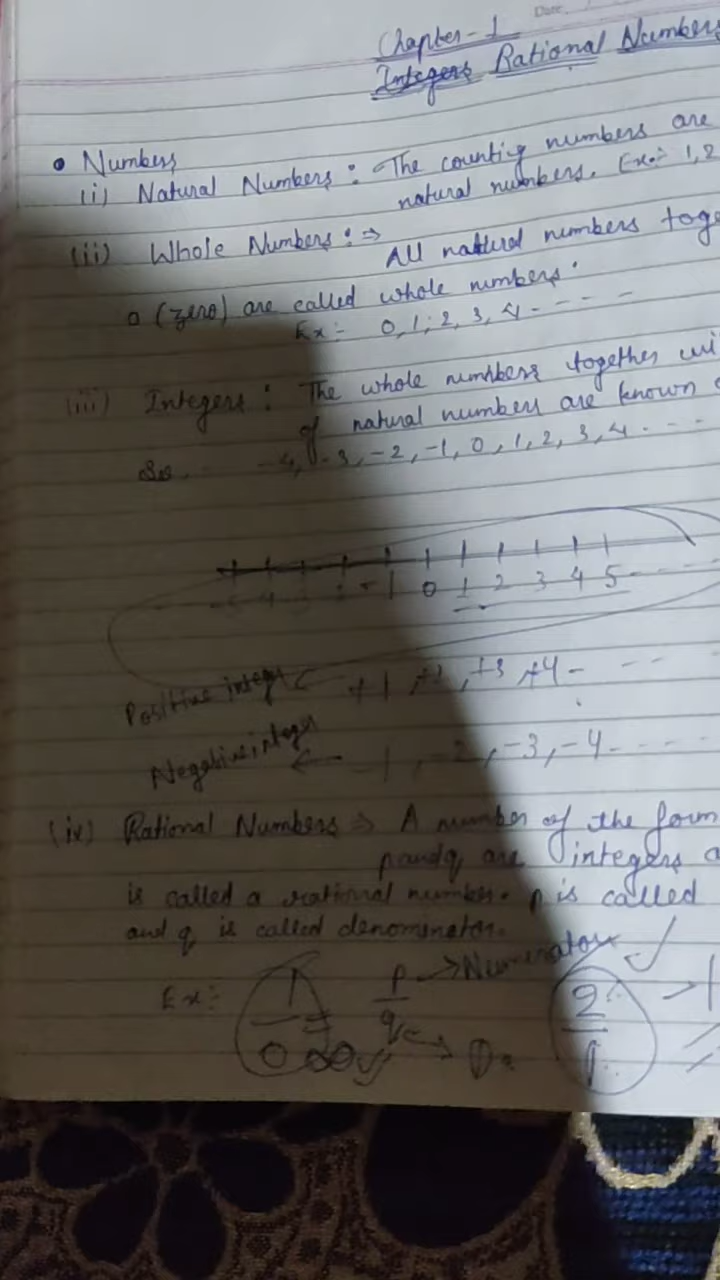 Date
Chapter-1
Integers Rational Numbers
• Numbers
(i) Natural Numbers : The counting numbers are
natural numbers. Ex:- 1,2
(ii) Whole Numbers : ⇒
All natural numbers toge
0 (zero) are called whole numbers.
Ex:- 0, 1, 2, 3, 4 - - - -
(iii) Integers : The whole numbers together wi
of natural numbers are known
-4, -3, -2, -1, 0, 1, 2, 3, 4 - - - -
-1 0 1 2 3 4 5 - - - -
Positive integer ← +1, +2, +3, +4 - - - -
Negative integer ← -1, -2, -3, -4 - - - -
(iv) Rational Numbers ⇒ A number of the form
p and q are integers a
is called a rational number. p is called
and q is called denominator.
Ex:- 1/0 = ∞ p/q → Numerator 2/1